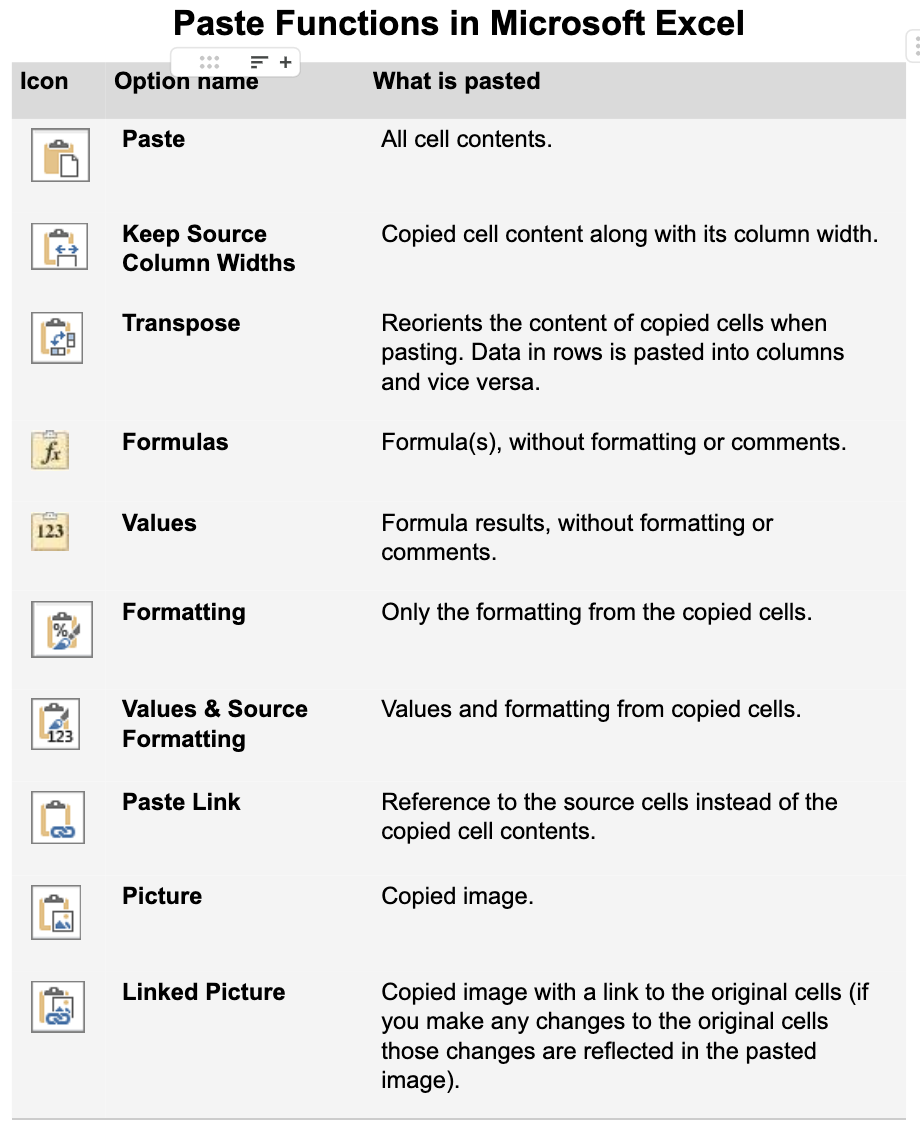 Paste Functions in Microsoft Excel
Icon Option name What is pasted
Paste All cell contents.
Keep Source Copied cell content along with its column width.
Column Widths
Transpose Reorients the content of copied cells when
pasting. Data in rows is pasted into columns
and vice versa.
fx Formulas Formula(s), without formatting or comments.
123 Values Formula results, without formatting or
comments.
% Formatting Only the formatting from the copied cells.
Values & Source Values and formatting from copied cells.
123 Formatting
Paste Link Reference to the source cells instead of the
copied cell contents.
Picture Copied image.
Linked Picture Copied image with a link to the original cells (if
you make any changes to the original cells
those changes are reflected in the pasted
image).